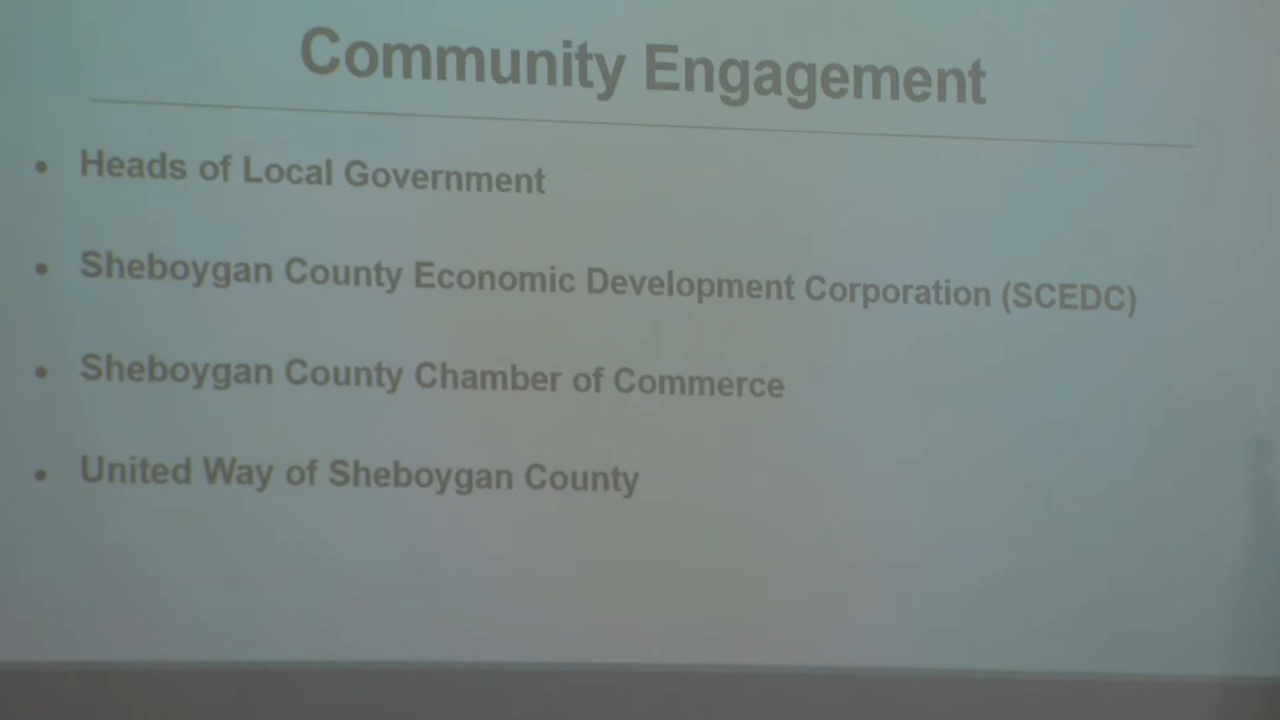 Community Engagement
• Heads of Local Government
• Sheboygan County Economic Development Corporation (SCEDC)
• Sheboygan County Chamber of Commerce
• United Way of Sheboygan County